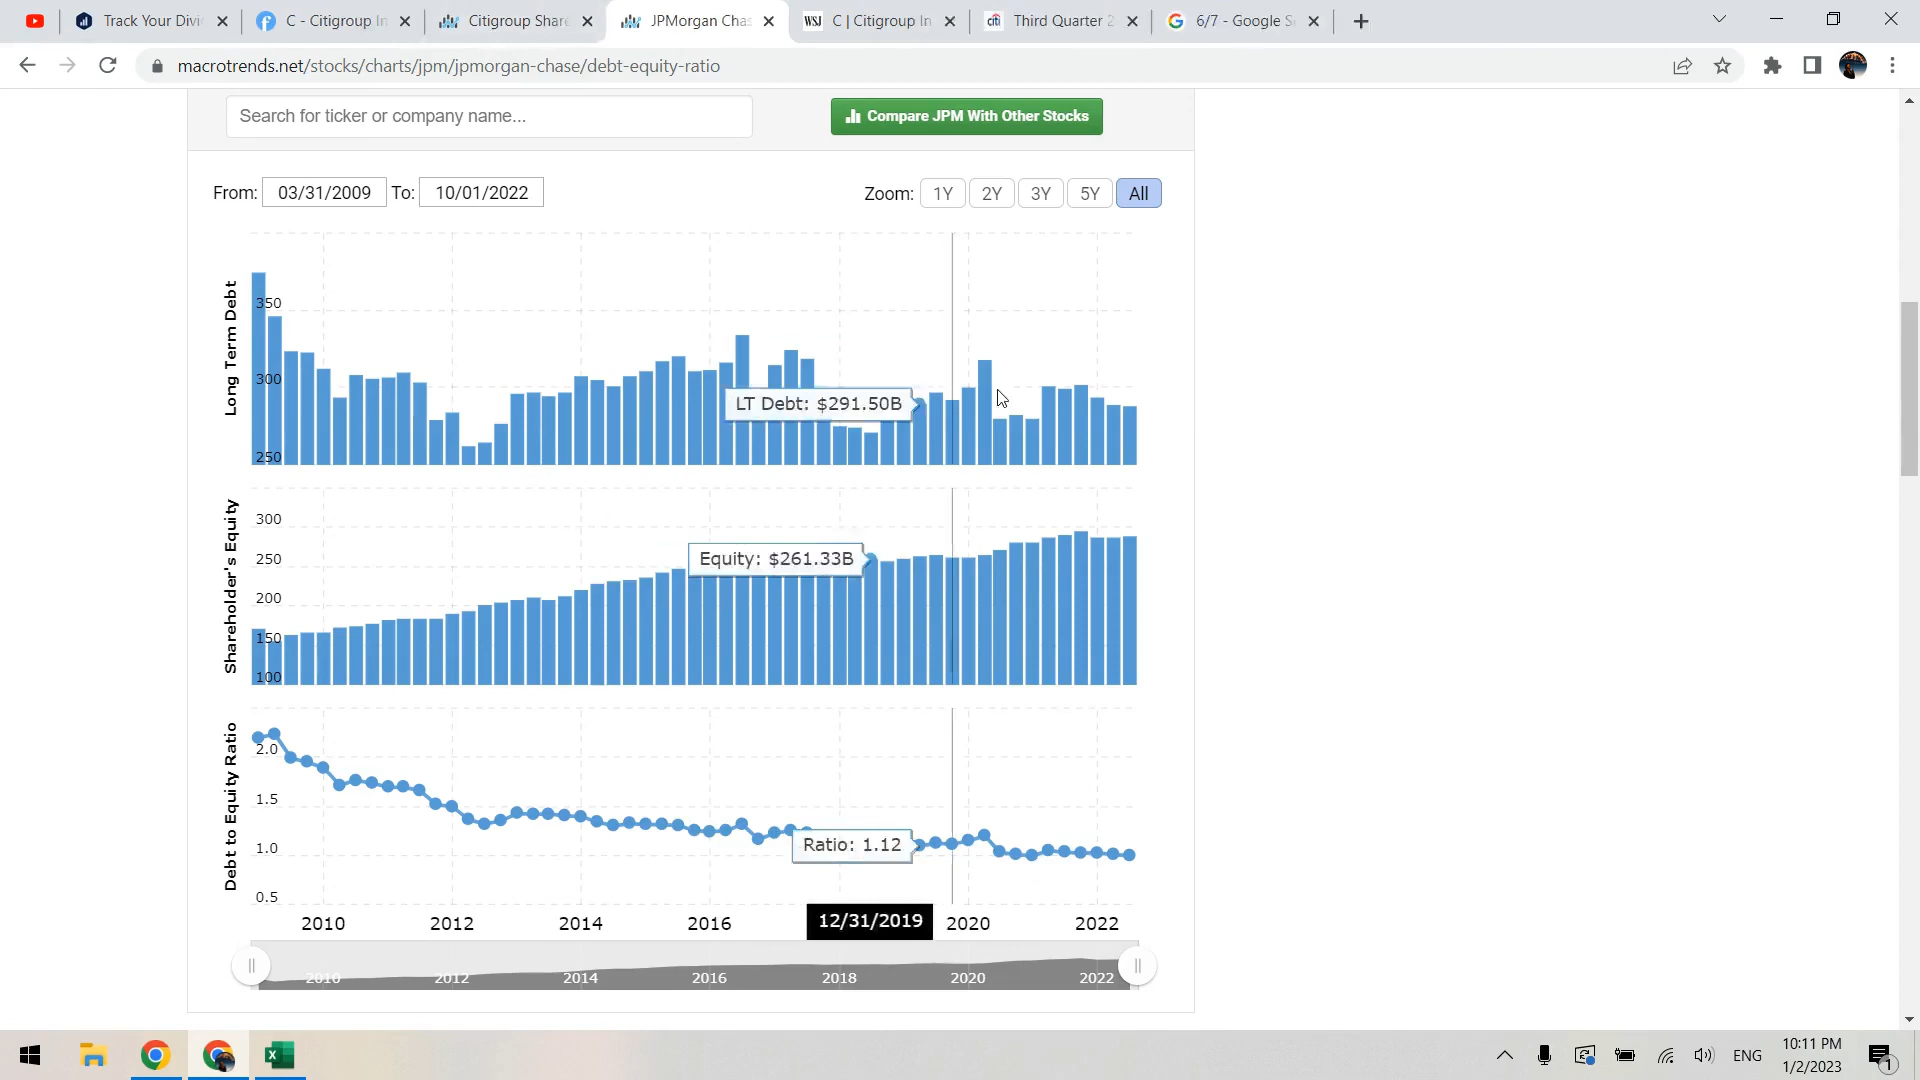 Track Your Divi
C - Citigroup In
Citigroup Share
JPMorgan Chas
WSJ
C | Citigroup In
citi
Third Quarter 2
6/7 - Google Se
macrotrends.net/stocks/charts/jpm/jpmorgan-chase/debt-equity-ratio
Search for ticker or company name...
Compare JPM With Other Stocks
From: 03/31/2009 To: 10/01/2022
Zoom: 1Y 2Y 3Y 5Y All
Long Term Debt
350
300
250
LT Debt: $291.50B
Shareholder's Equity
300
250
200
150
100
Equity: $261.33B
Debt to Equity Ratio
2.0
1.5
1.0
0.5
Ratio: 1.12
2010 2012 2014 2016 12/31/2019 2020 2022
2010 2012 2014 2016 2018 2020 2022
ENG
10:11 PM
1/2/2023
1